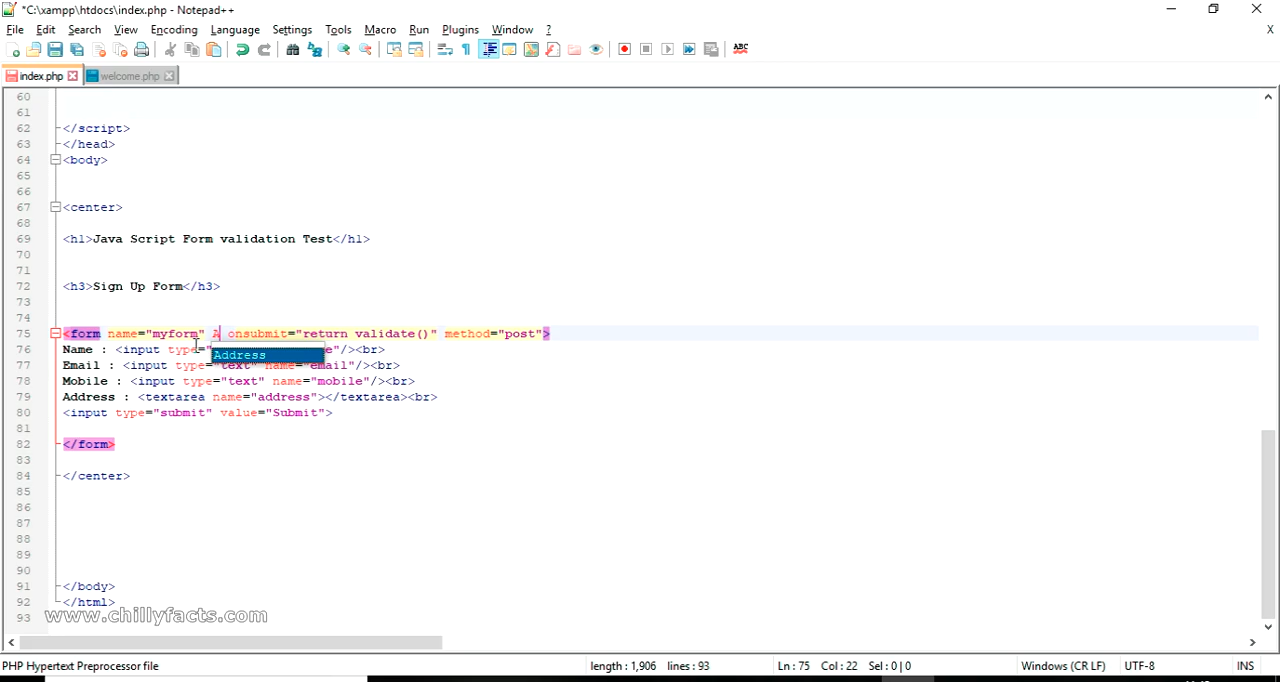 *C:\xampp\htdocs\index.php - Notepad++
File Edit Search View Encoding Language Settings Tools Macro Run Plugins Window ? X
ABC
index.php welcome.php
60
61
62 </script>
63 </head>
64 <body>
65
66
67 <center>
68
69 <h1>Java Script Form validation Test</h1>
70
71
72 <h3>Sign Up Form</h3>
73
74
75 <form name="myform" A onsubmit="return validate()" method="post">
76 Name : <input type=" e"/><br>
Address
77 Email : <input type="text" name="email"/><br>
78 Mobile : <input type="text" name="mobile"/><br>
79 Address : <textarea name="address"></textarea><br>
80 <input type="submit" value="Submit">
81
82 </form>
83
84 </center>
85
86
87
88
89
90
91 </body>
92 </html>
93
www.chillyfacts.com
PHP Hypertext Preprocessor file length : 1,906 lines : 93 Ln : 75 Col : 22 Sel : 0 | 0 Windows (CR LF) UTF-8 INS